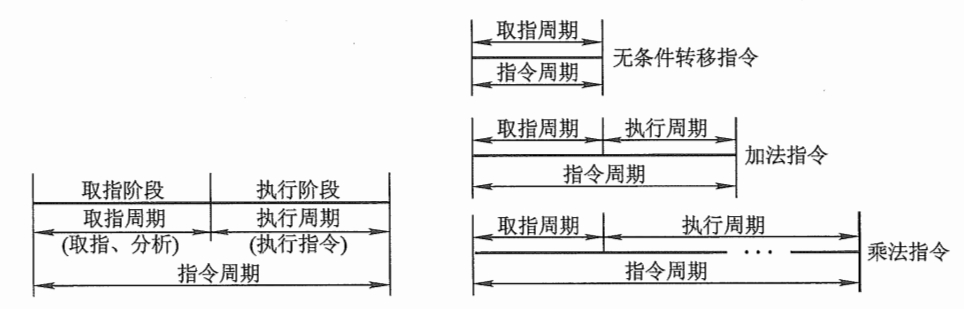 取指阶段 执行阶段
取指周期 执行周期
(取指、分析) (执行指令)
指令周期
取指周期
指令周期
无条件转移指令
取指周期 执行周期
指令周期
加法指令
取指周期 执行周期
...
指令周期
乘法指令